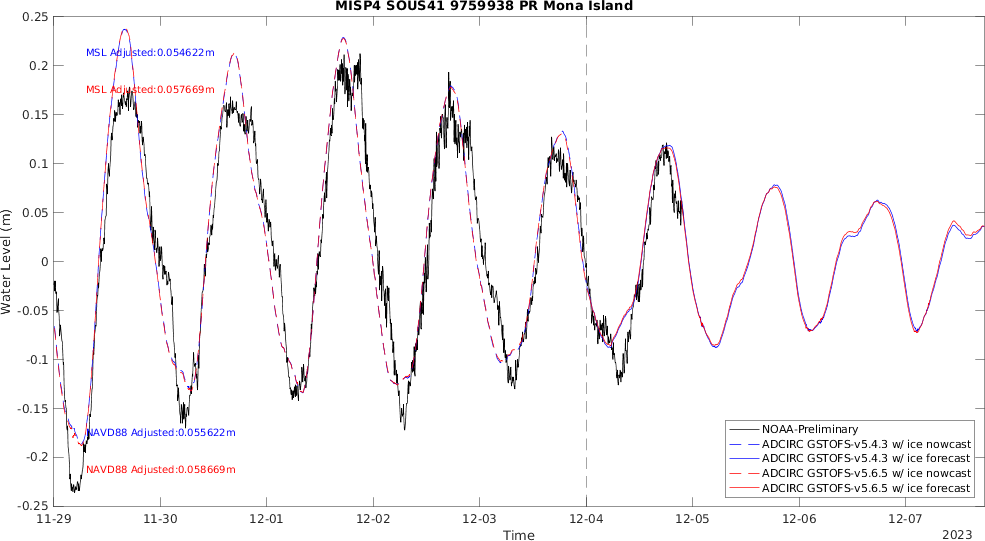 MISP4 SOUS41 9759938 PR Mona Island
0.25
0.2
0.15
0.1
0.05
0
-0.05
-0.1
-0.15
-0.2
-0.25
Water Level (m)
MSL Adjusted:0.054622m
MSL Adjusted:0.057669m
NAVD88 Adjusted:0.055622m
NAVD88 Adjusted:0.058669m
NOAA-Preliminary
ADCIRC GSTOFS-v5.4.3 w/ ice nowcast
ADCIRC GSTOFS-v5.4.3 w/ ice forecast
ADCIRC GSTOFS-v5.6.5 w/ ice nowcast
ADCIRC GSTOFS-v5.6.5 w/ ice forecast
11-29 11-30 12-01 12-02 12-03 12-04 12-05 12-06 12-07
Time
2023